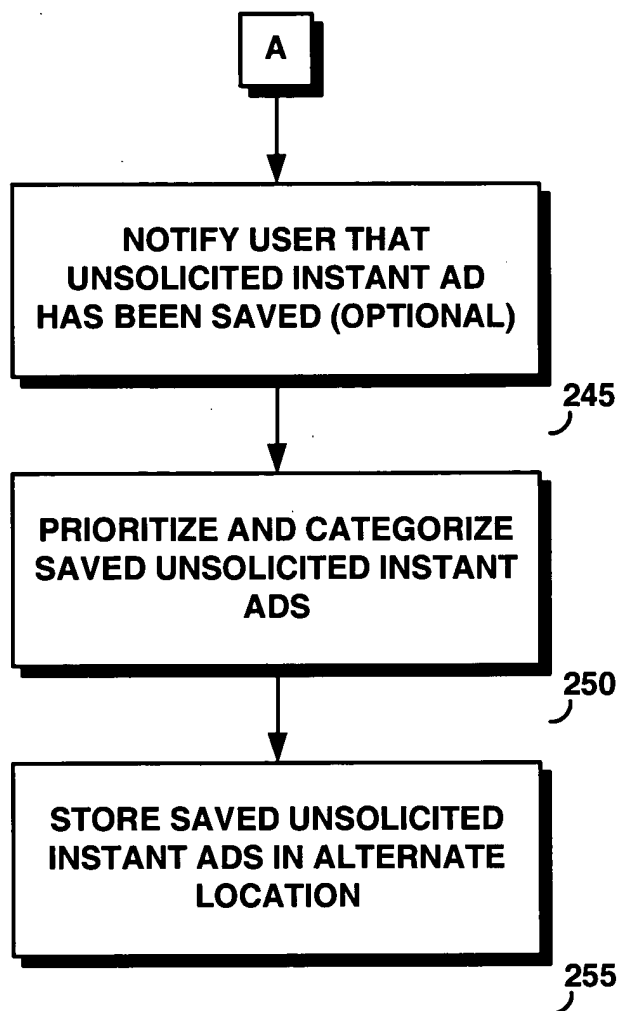 A
NOTIFY USER THAT
UNSOLICITED INSTANT AD
HAS BEEN SAVED (OPTIONAL)
245
PRIORITIZE AND CATEGORIZE
SAVED UNSOLICITED INSTANT
ADS
250
STORE SAVED UNSOLICITED
INSTANT ADS IN ALTERNATE
LOCATION
255